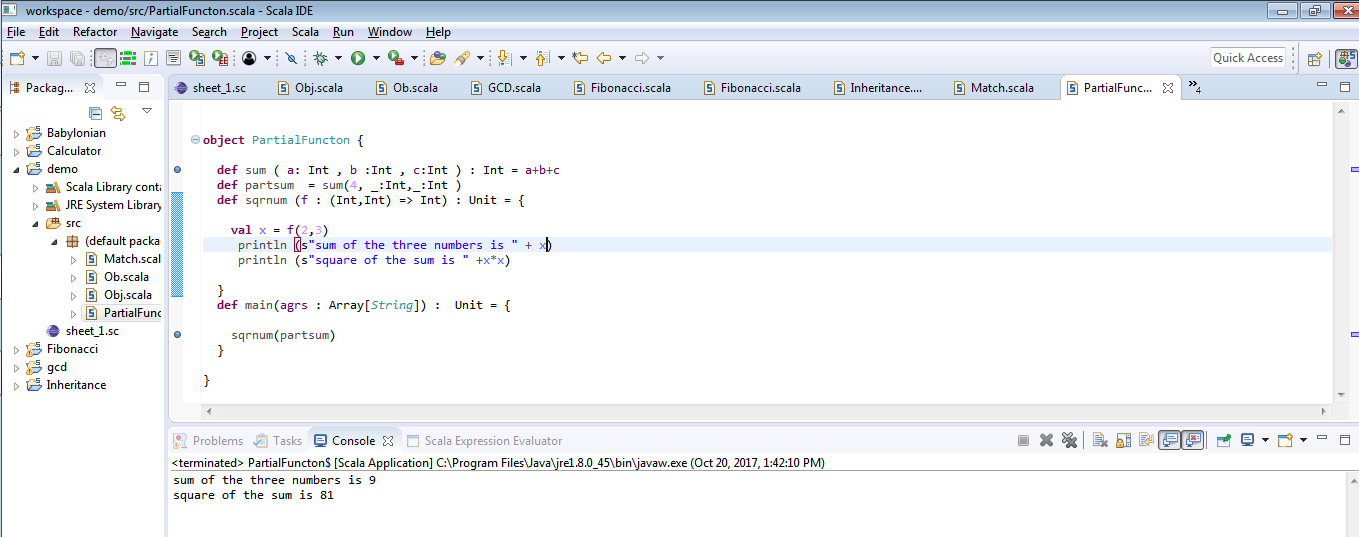 workspace - demo/src/PartialFuncton.scala - Scala IDE
File Edit Refactor Navigate Search Project Scala Run Window Help
Quick Access
Packag...
sheet_1.sc Obj.scala Ob.scala GCD.scala Fibonacci.scala Fibonacci.scala Inheritance.... Match.scala PartialFunc... »4
Babylonian
Calculator
demo
Scala Library conta
JRE System Library
src
(default packa
Match.scal
Ob.scala
Obj.scala
PartialFunc
sheet_1.sc
Fibonacci
gcd
Inheritance
object PartialFuncton {
def sum ( a: Int , b :Int , c:Int ) : Int = a+b+c
def partsum  = sum(4, _:Int,_:Int )
def sqrnum (f : (Int,Int) => Int) : Unit = {
val x = f(2,3)
println (s"sum of the three numbers is " + x)
println (s"square of the sum is " +x*x)
}
def main(agrs : Array[String]) :  Unit = {
sqrnum(partsum)
}
}
Problems Tasks Console Scala Expression Evaluator
<terminated> PartialFuncton$ [Scala Application] C:\Program Files\Java\jre1.8.0_45\bin\javaw.exe (Oct 20, 2017, 1:42:10 PM)
sum of the three numbers is 9
square of the sum is 81